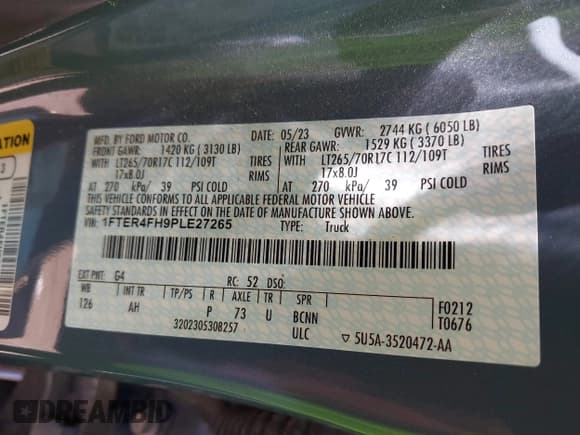 MFD. BY FORD MOTOR CO.
DATE: 05/23 GVWR: 2744 KG ( 6050 LB)
FRONT GAWR: 1420 KG ( 3130 LB) REAR GAWR: 1529 KG ( 3370 LB)
WITH LT265/70R17C 112/109T TIRES WITH LT265/70R17C 112/109T TIRES
17x8.0J RIMS 17x8.0J RIMS
AT 270 kPa/ 39 PSI COLD AT 270 kPa/ 39 PSI COLD
THIS VEHICLE CONFORMS TO ALL APPLICABLE FEDERAL MOTOR VEHICLE
SAFETY STANDARDS IN EFFECT ON THE DATE OF MANUFACTURE SHOWN ABOVE.
VIN: 1FTER4FH9PLE27265 TYPE: Truck
EXT PNT: G4 RC: 52 DSO:
WB INT TR TP/PS R AXLE TR SPR
126 AH P 73 U BCNN
F0212
T0676
3202305308257 ULC 5U5A-3520472-AA
DREAMBID